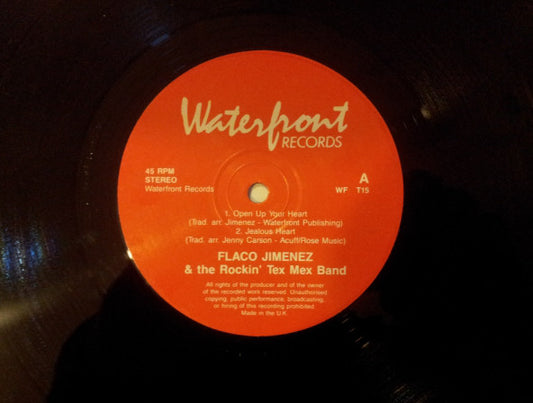 Waterfront
RECORDS
45 RPM
STEREO
Waterfront Records
A
WF T15
1. Open Up Your Heart
(Trad. arr. Jimenez - Waterfront Publishing)
2. Jealous Heart
(Trad. arr. Jenny Carson - Acuff/Rose Music)
FLACO JIMENEZ
& the Rockin' Tex Mex Band
All rights of the producer and of the owner
of the recorded work reserved. Unauthorised
copying, public performance, broadcasting,
or hiring of this recording prohibited.
Made in the U.K.